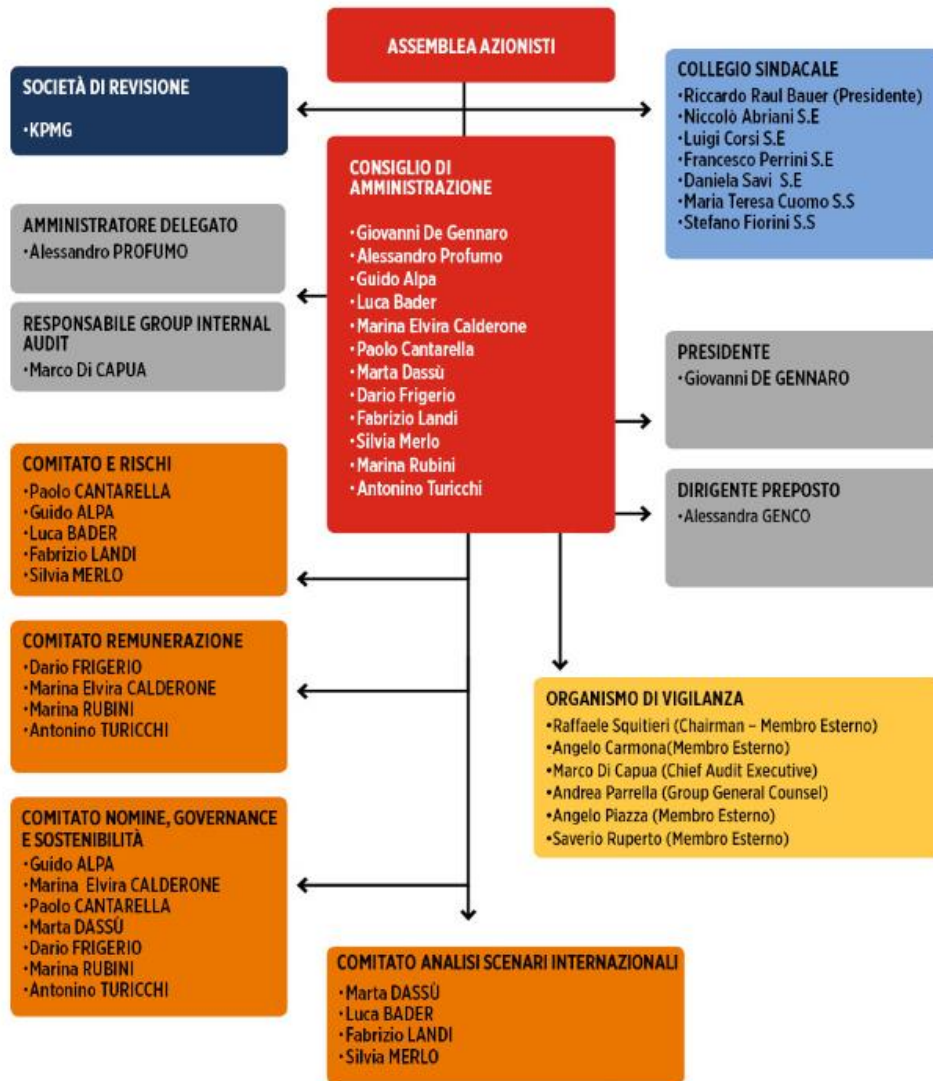 ASSEMBLEA AZIONISTI
SOCIETÀ DI REVISIONE
•KPMG
COLLEGIO SINDACALE
•Riccardo Raul Bauer (Presidente)
•Niccolò Abriani S.E
•Luigi Corsi S.E
•Francesco Perrini S.E
•Daniela Savi S.E
•Maria Teresa Cuomo S.S
•Stefano Fiorini S.S
CONSIGLIO DI
AMMINISTRAZIONE
•Giovanni De Gennaro
•Alessandro Profumo
•Guido Alpa
•Luca Bader
•Marina Elvira Calderone
•Paolo Cantarella
•Marta Dassù
•Dario Frigerio
•Fabrizio Landi
•Silvia Merlo
•Marina Rubini
•Antonino Turicchi
AMMINISTRATORE DELEGATO
•Alessandro PROFUMO
RESPONSABILE GROUP INTERNAL
AUDIT
•Marco Di CAPUA
PRESIDENTE
•Giovanni DE GENNARO
DIRIGENTE PREPOSTO
•Alessandra GENCO
COMITATO E RISCHI
•Paolo CANTARELLA
•Guido ALPA
•Luca BADER
•Fabrizio LANDI
•Silvia MERLO
COMITATO REMUNERAZIONE
•Dario FRIGERIO
•Marina Elvira CALDERONE
•Marina RUBINI
•Antonino TURICCHI
ORGANISMO DI VIGILANZA
•Raffaele Squitieri (Chairman – Membro Esterno)
•Angelo Carmona(Membro Esterno)
•Marco Di Capua (Chief Audit Executive)
•Andrea Parrella (Group General Counsel)
•Angelo Piazza (Membro Esterno)
•Saverio Ruperto (Membro Esterno)
COMITATO NOMINE, GOVERNANCE
E SOSTENIBILITÀ
•Guido ALPA
•Marina Elvira CALDERONE
•Paolo CANTARELLA
•Marta DASSÙ
•Dario FRIGERIO
•Marina RUBINI
•Antonino TURICCHI
COMITATO ANALISI SCENARI INTERNAZIONALI
•Marta DASSÙ
•Luca BADER
•Fabrizio LANDI
•Silvia MERLO